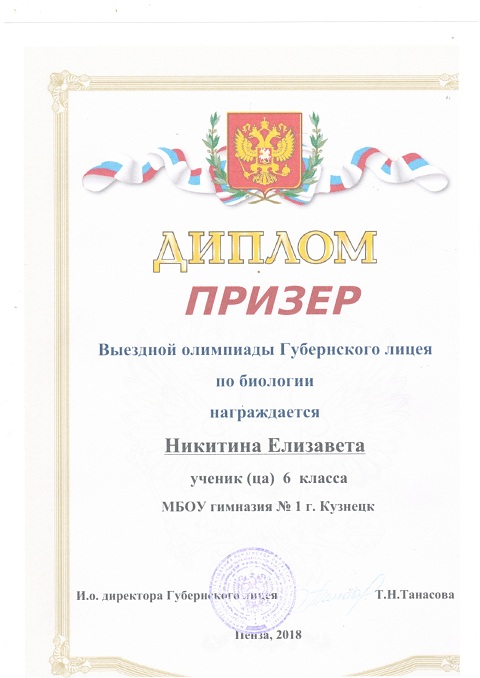 ДИПЛОМ
ПРИЗЕР
Выездной олимпиады Губернского лицея
по биологии
награждается
Никитина Елизавета
ученик (ца) 6 класса
МБОУ гимназия № 1 г. Кузнецк
И.о. директора Губернского лицея Т.Н.Танасова
Пенза, 2018